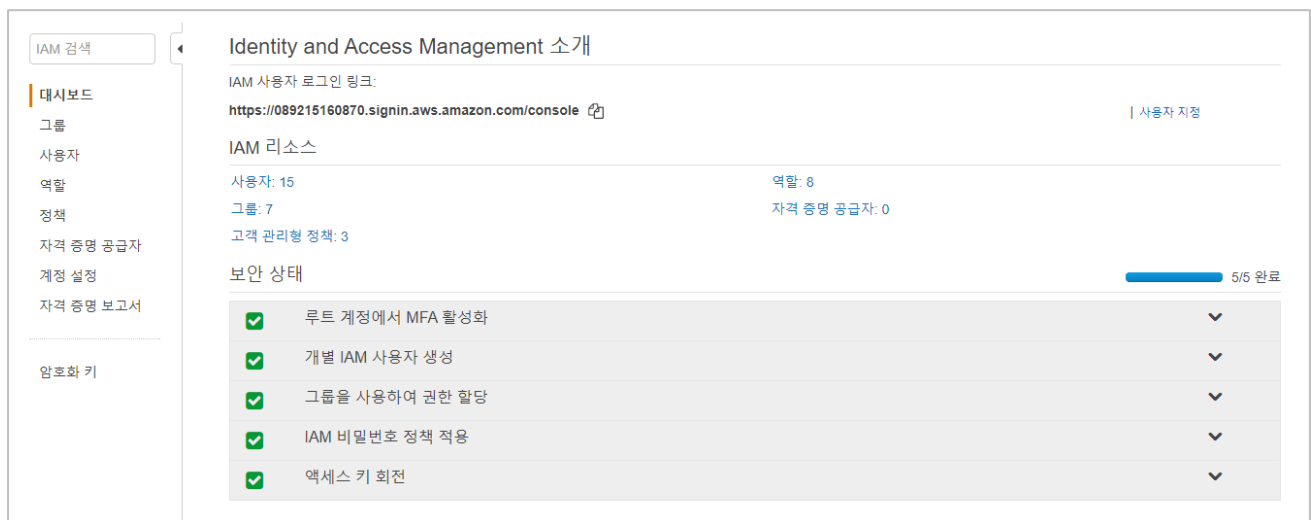 IAM 검색
대시보드
그룹
사용자
역할
정책
자격 증명 공급자
계정 설정
자격 증명 보고서
암호화 키
Identity and Access Management 소개
IAM 사용자 로그인 링크:
https://089215160870.signin.aws.amazon.com/console
| 사용자 지정
IAM 리소스
사용자: 15
역할: 8
그룹: 7
자격 증명 공급자: 0
고객 관리형 정책: 3
보안 상태
5/5 완료
루트 계정에서 MFA 활성화
개별 IAM 사용자 생성
그룹을 사용하여 권한 할당
IAM 비밀번호 정책 적용
액세스 키 회전